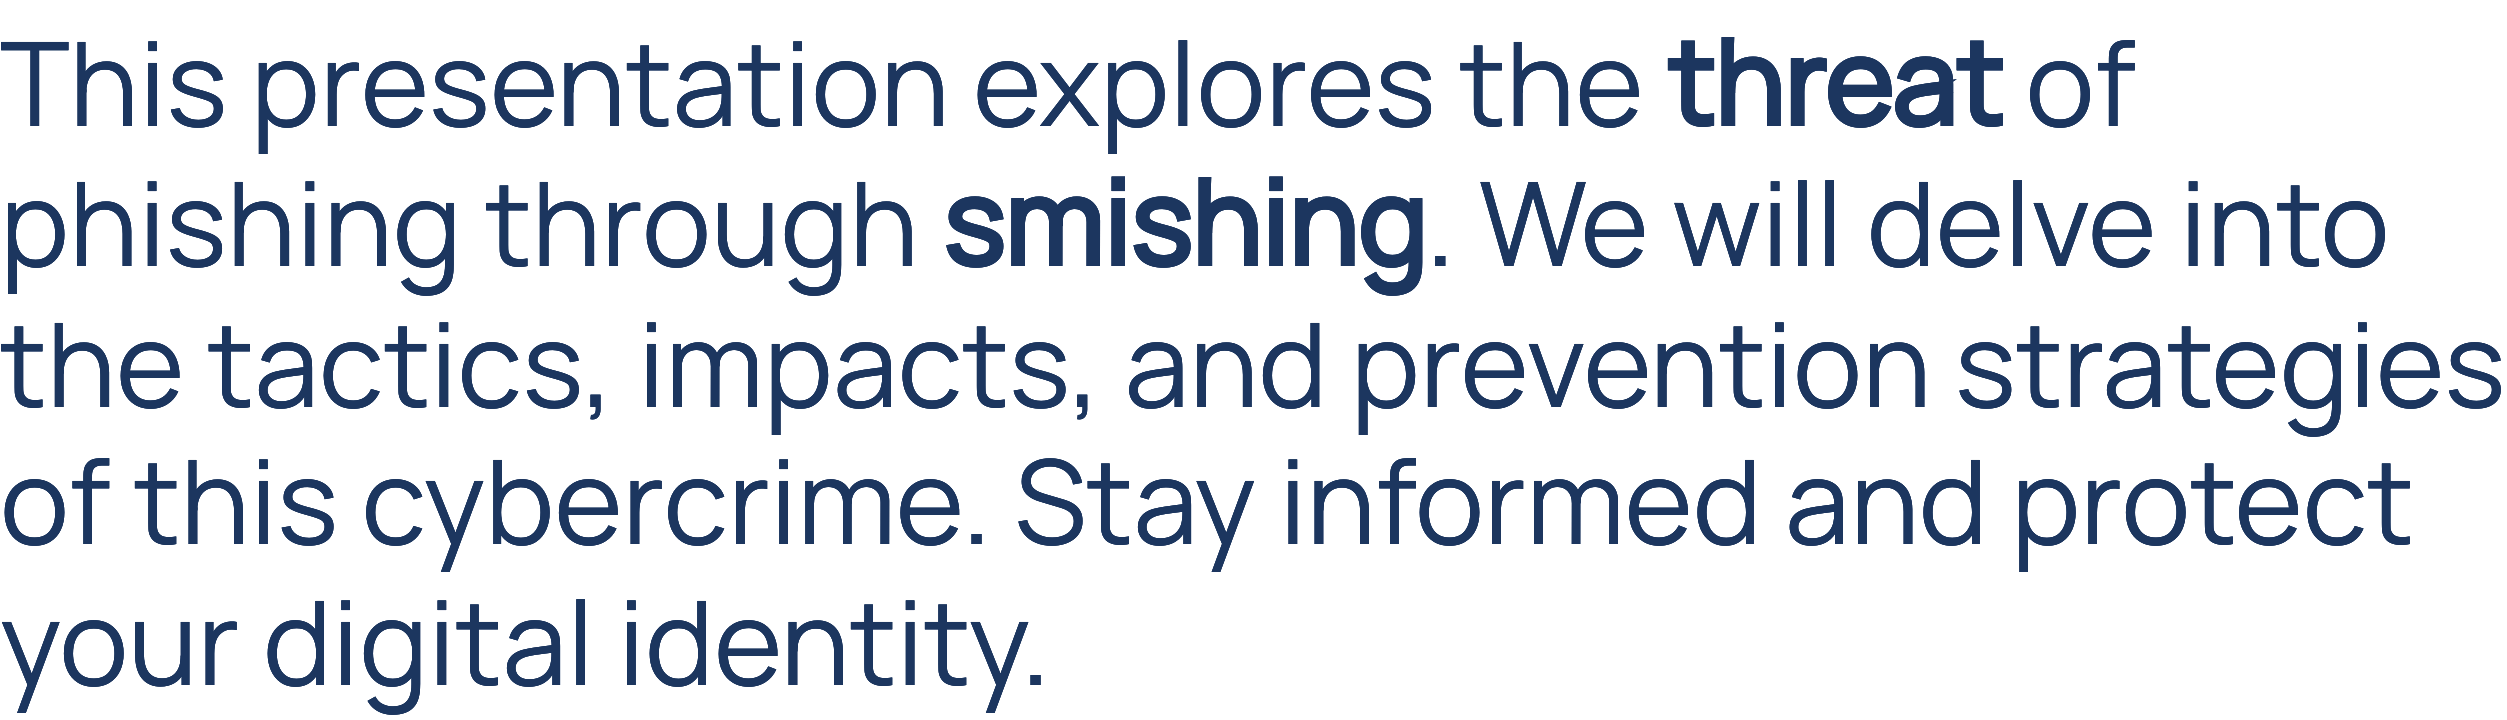 This presentation explores the threat of
phishing through smishing. We will delve into
the tactics, impacts, and prevention strategies
of this cybercrime. Stay informed and protect
your digital identity.